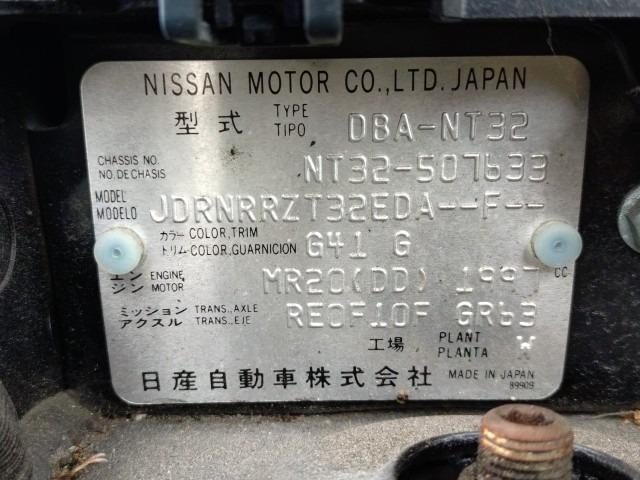 NISSAN MOTOR CO.,LTD. JAPAN
型式 TYPE TIPO DBA-NT32
CHASSIS NO. NO. DE CHASIS NT32-507633
MODEL MODELO JDRNRRZT32EDA--F--
カラー COLOR,TRIM トリム COLOR,GUARNICION G41 G
エンジン ENGINE MOTOR MR20(DD) 1997 CC
ミッション TRANS.,AXLE アクスル TRANS.,EJE RE0F10F GR63
工場 PLANT PLANTA W
日産自動車株式会社 MADE IN JAPAN
89909